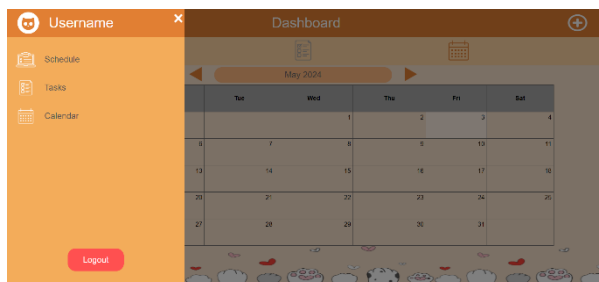 Username
×
Dashboard
Schedule
Tasks
Calendar
May 2024
Tue Wed Thu Fri Sat
1 2 3 4
6 7 8 9 10 11
13 14 15 16 17 18
20 21 22 23 24 25
27 28 29 30 31
Logout